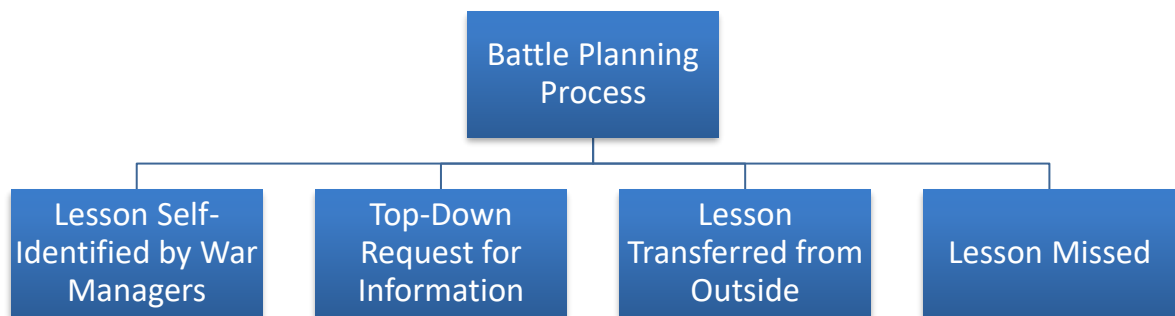 Battle Planning
Process
Lesson Self-
Identified by War
Managers
Top-Down
Request for
Information
Lesson
Transferred from
Outside
Lesson Missed